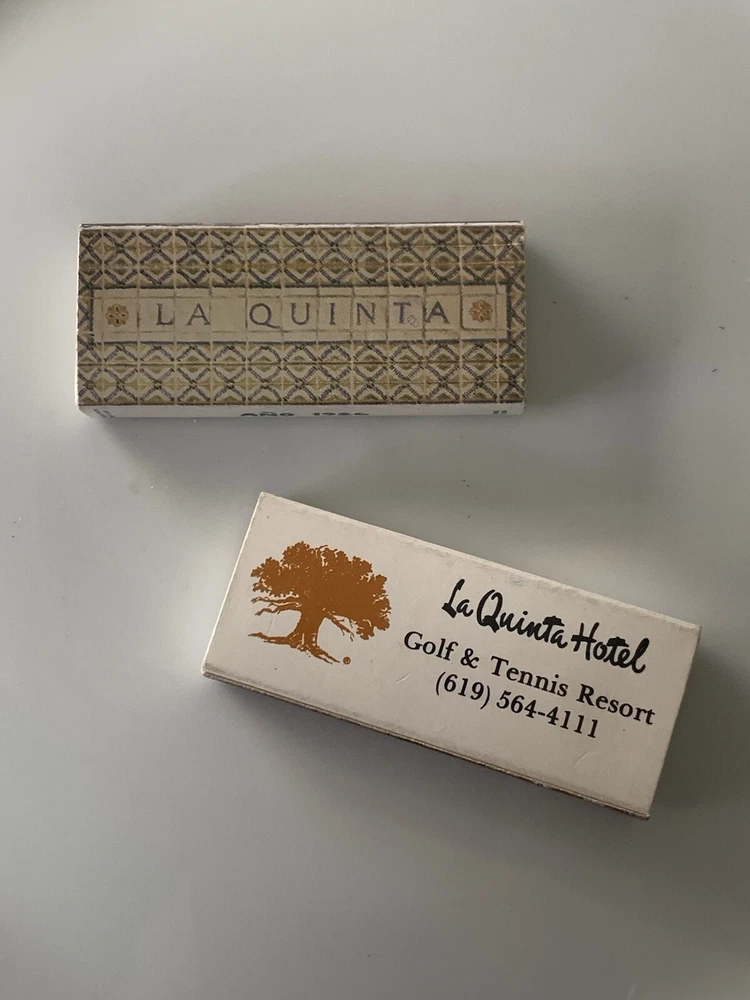 LA QUINTA
La Quinta Hotel
Golf & Tennis Resort
(619) 564-4111
®